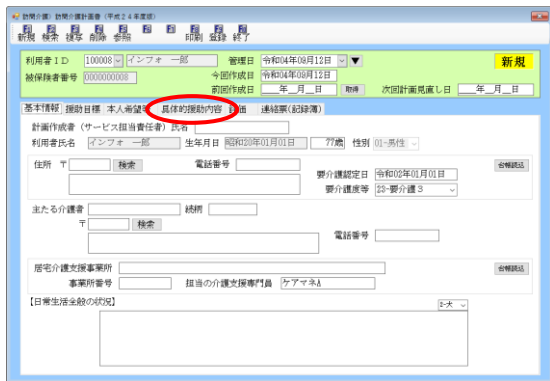 訪問介護) 訪問介護計画書 (平成24年度版)
新規 検索 複写 削除 参照 印刷 登録 終了
利用者ID 100008 インフォ 一郎 管理日 令和04年09月12日 ▼ 新規
被保険者番号 0000000008 今回作成日 令和04年09月12日
前回作成日 __年__月__日 取得 次回計画見直し日 __年__月__日
基本情報 援助目標 本人希望等 具体的援助内容 評価 連絡票(記録簿)
計画作成者 (サービス担当責任者) 氏名
利用者氏名 インフォ 一郎 生年月日 昭和20年01月01日 77歳 性別 01-男性
住所 〒 検索 電話番号 台帳読込
要介護認定日 令和02年01月01日
要介護度等 23-要介護3
主たる介護者 続柄
〒 検索
電話番号
居宅介護支援事業所 台帳読込
事業所番号 担当の介護支援専門員 ケアマネA
【日常生活全般の状況】 2-大